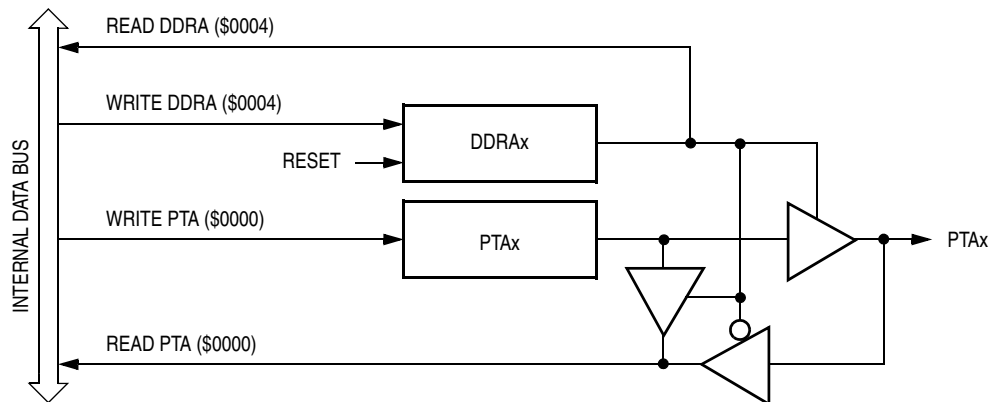 READ DDRA ($0004)
WRITE DDRA ($0004)
DDRAx
RESET
WRITE PTA ($0000)
PTAx
PTAx
READ PTA ($0000)
INTERNAL DATA BUS